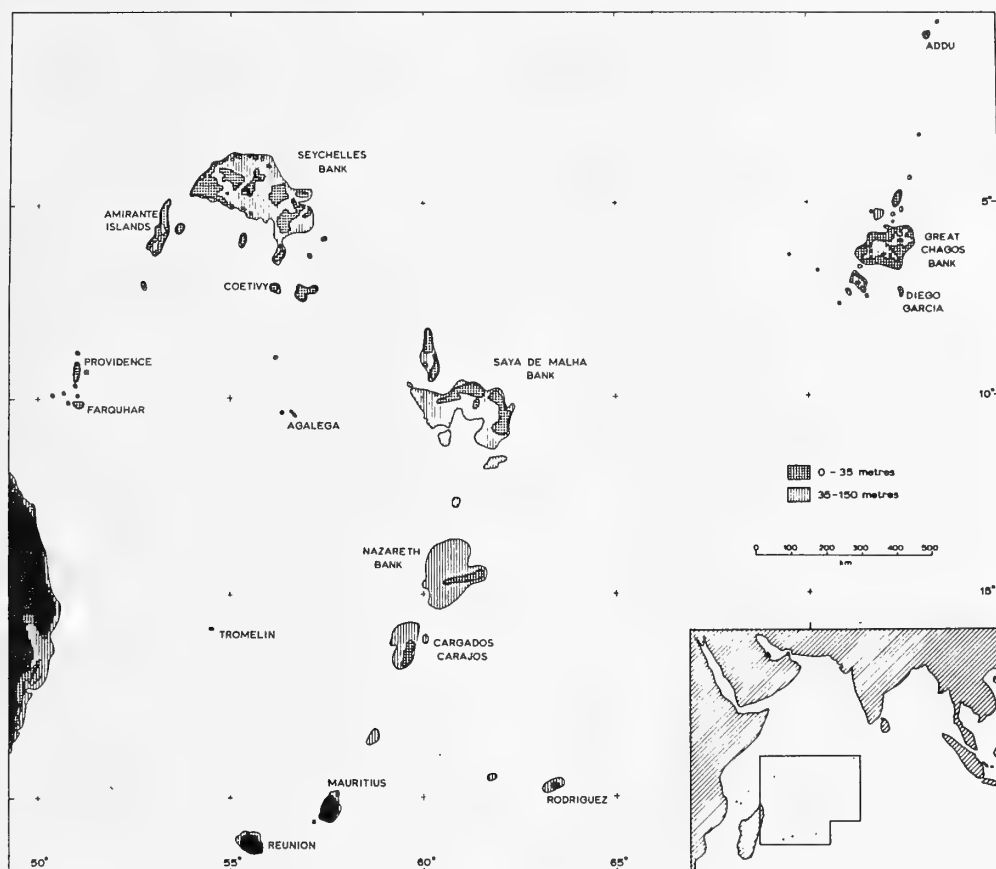 ADDU
SEYCHELLES
BANK
5°
AMIRANTE
ISLANDS
GREAT
CHAGOS
BANK
COETIVY
DIEGO
GARCIA
PROVIDENCE
SAYA DE MALHA
BANK
10°
FARQUHAR
AGALEGA
0 - 35 metres
35-150 metres
NAZARETH
BANK
0 100 200 300 400 500
km
15°
TROMELIN
CARGADOS
CARAJOS
MAURITIUS
RODRIGUEZ
REUNION
50° 55° 60° 65°